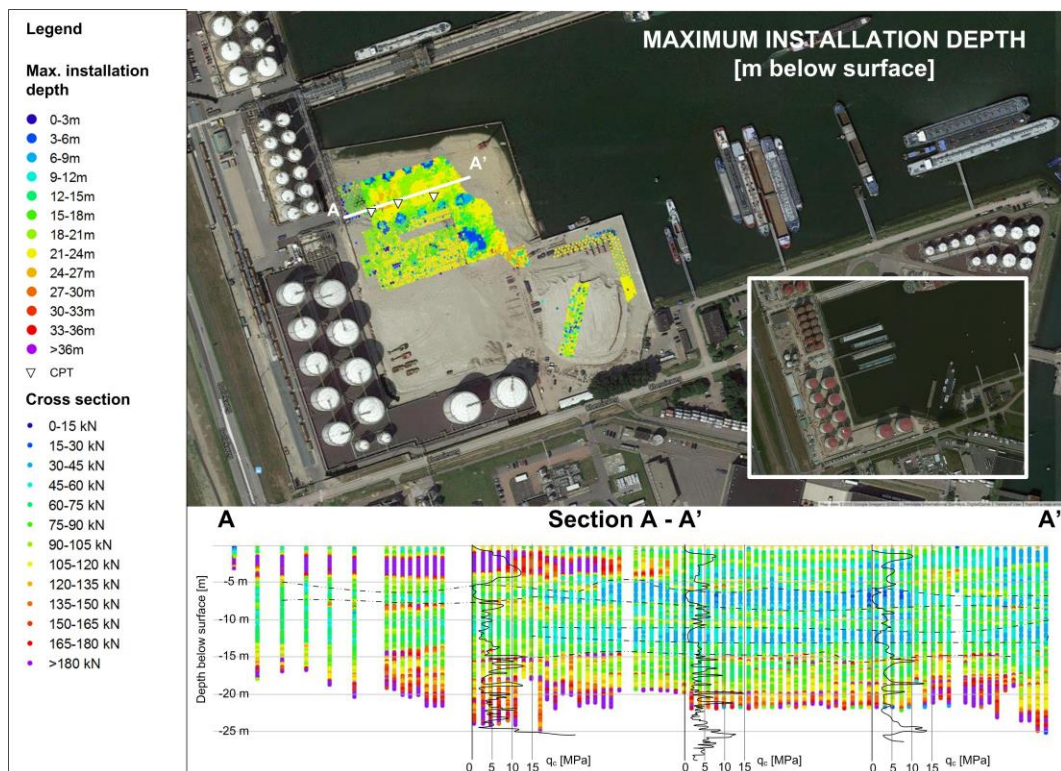 Legend
Max. installation
depth
0-3m
3-6m
6-9m
9-12m
12-15m
15-18m
18-21m
21-24m
24-27m
27-30m
30-33m
33-36m
>36m
CPT
Cross section
0-15 kN
15-30 kN
30-45 kN
45-60 kN
60-75 kN
75-90 kN
90-105 kN
105-120 kN
120-135 kN
135-150 kN
150-165 kN
165-180 kN
>180 kN
MAXIMUM INSTALLATION DEPTH
[m below surface]
A
A'
A Section A - A' A'
Depth below surface [m]
-5 m
-10 m
-15 m
-20 m
-25 m
0 5 10 15 qc [MPa] 0 5 10 15 qc [MPa] 0 5 10 15 qc [MPa]